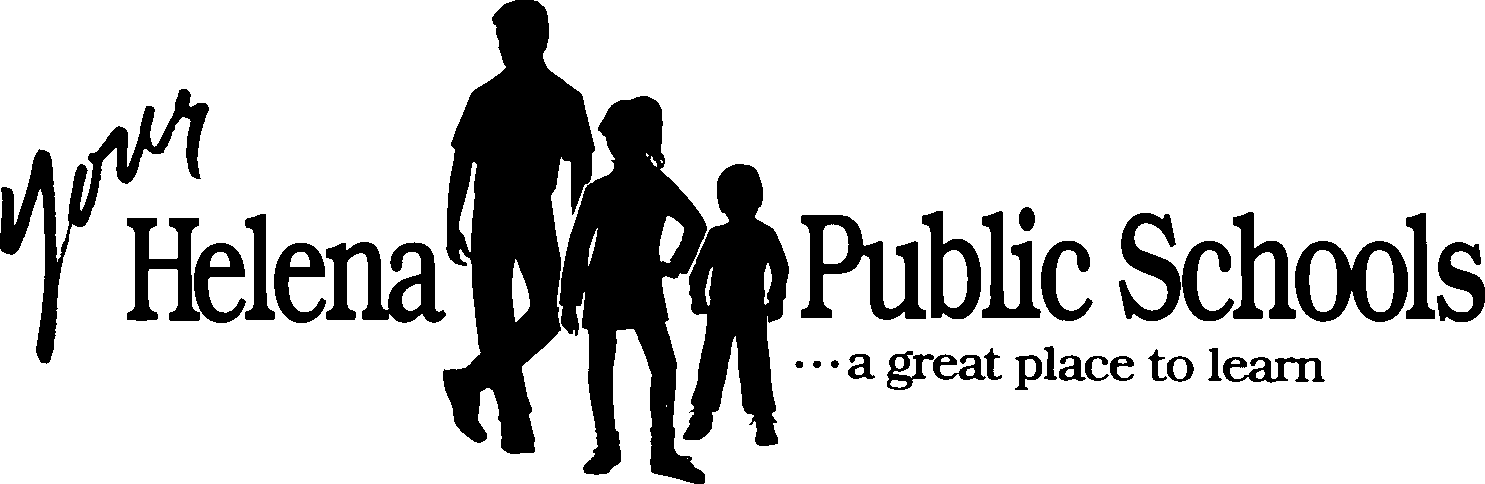 your
Helena Public Schools
...a great place to learn